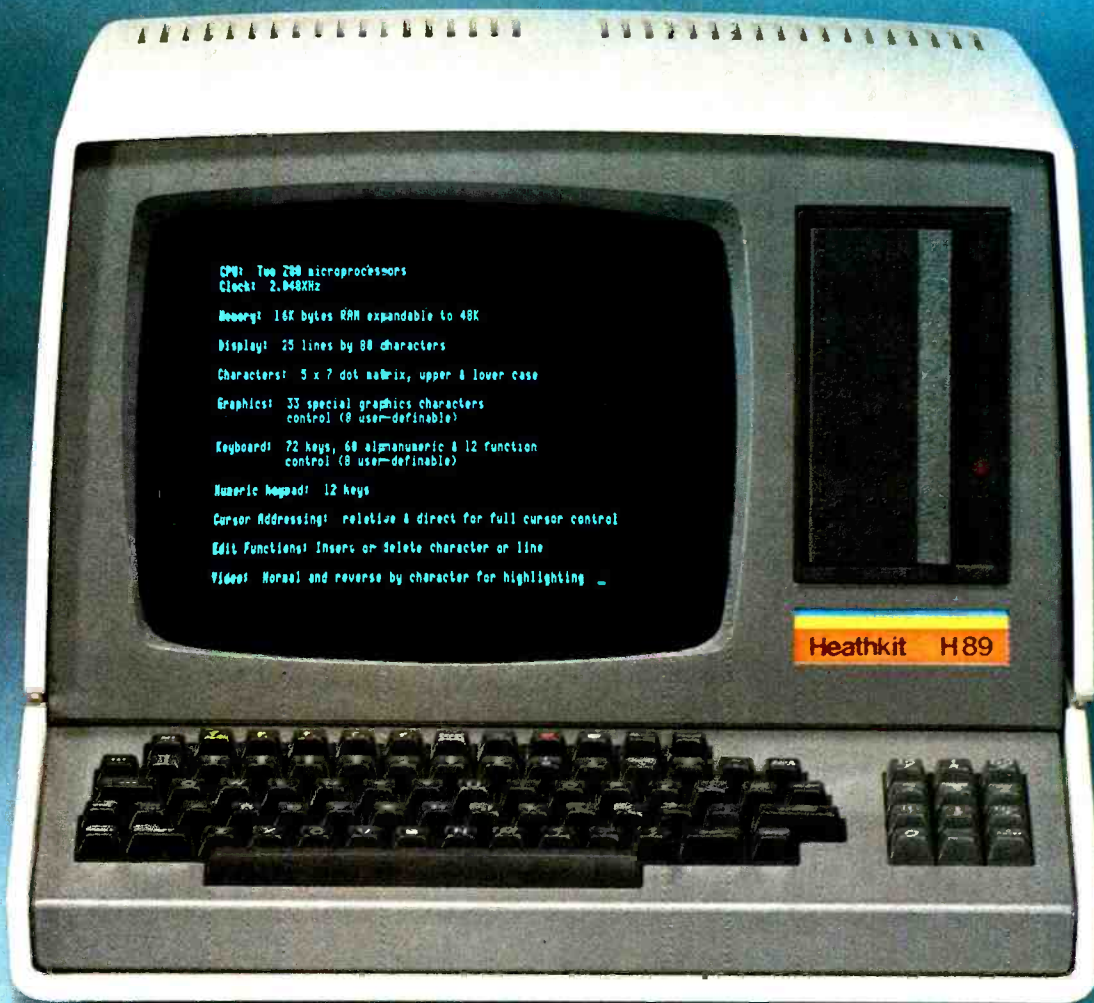 CPU: Two Z80 microprocessors
Clock: 2.048XHz
Memory: 16K bytes RAM expandable to 48K
Display: 25 lines by 80 characters
Characters: 5 x 7 dot matrix, upper & lower case
Graphics: 33 special graphics characters
control (8 user-definable)
Keyboard: 72 keys, 60 alphanumeric & 12 function
control (8 user-definable)
Numeric keypad: 12 keys
Cursor Addressing: relative & direct for full cursor control
Edit Functions: Insert or delete character or line
Video: Normal and reverse by character for highlighting _
Heathkit H89